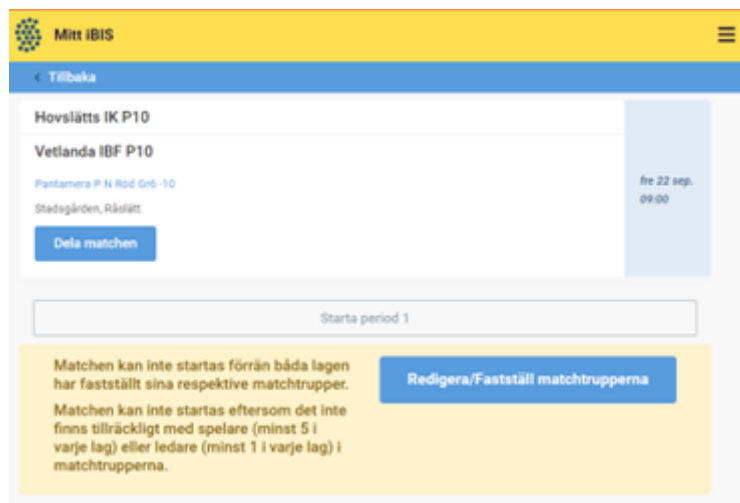 Mitt iBIS
< Tillbaka
Hovslätts IK P10
Vetlanda IBF P10
Pantamera P N Röd Grö -10
Stadsgården, Råslätt
fre 22 sep.
09:00
Dela matchen
Starta period 1
Matchen kan inte startas förrän båda lagen
har fastställt sina respektive matchtrupper.
Matchen kan inte startas eftersom det inte
finns tillräckligt med spelare (minst 5 i
varje lag) eller ledare (minst 1 i varje lag) i
matchtrupperna.
Redigera/Fastställ matchtrupperna